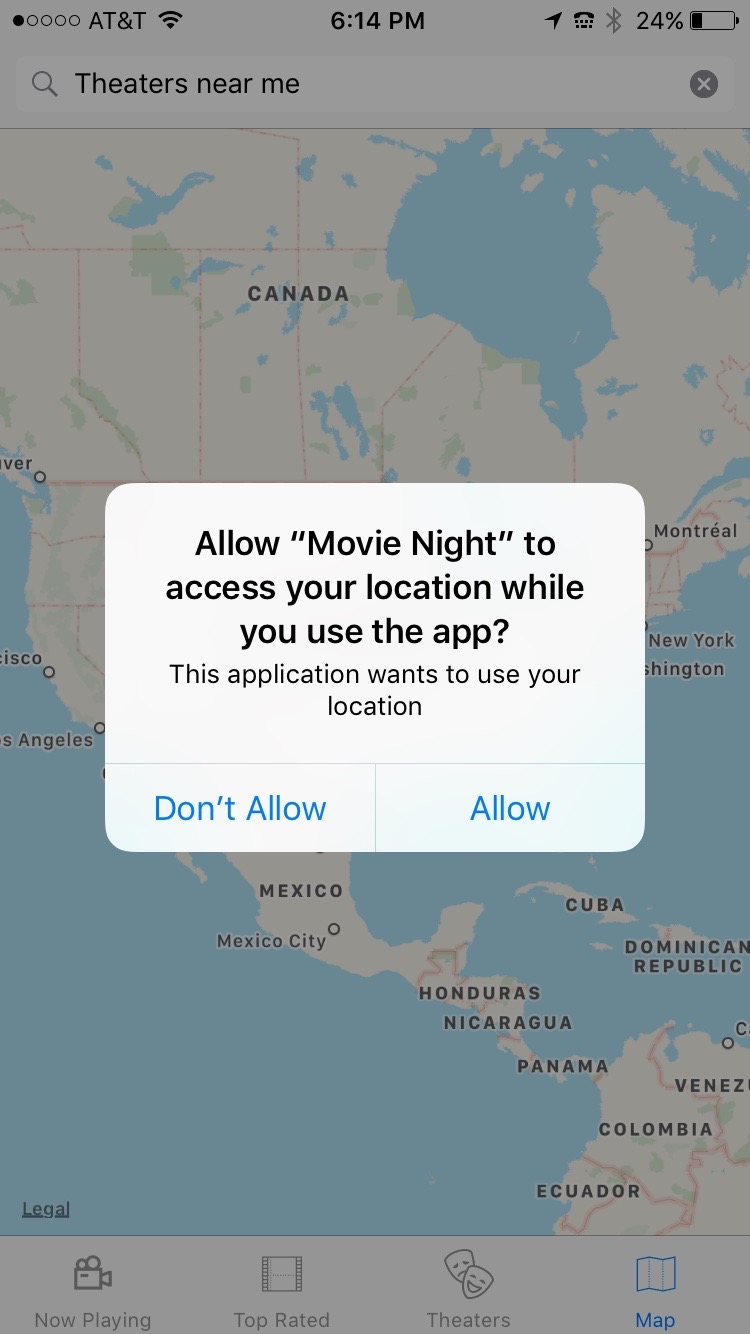 AT&T 6:14 PM 24%
Theaters near me
CANADA
ver
Montréal
Allow “Movie Night” to
access your location while
you use the app?
New York
cisco
shington
This application wants to use your
location
s Angeles
Don’t Allow Allow
MEXICO
CUBA
Mexico City
DOMINICAN
REPUBLIC
HONDURAS
NICARAGUA
C
PANAMA
VENEZ
COLOMBIA
ECUADOR
Legal
Now Playing Top Rated Theaters Map